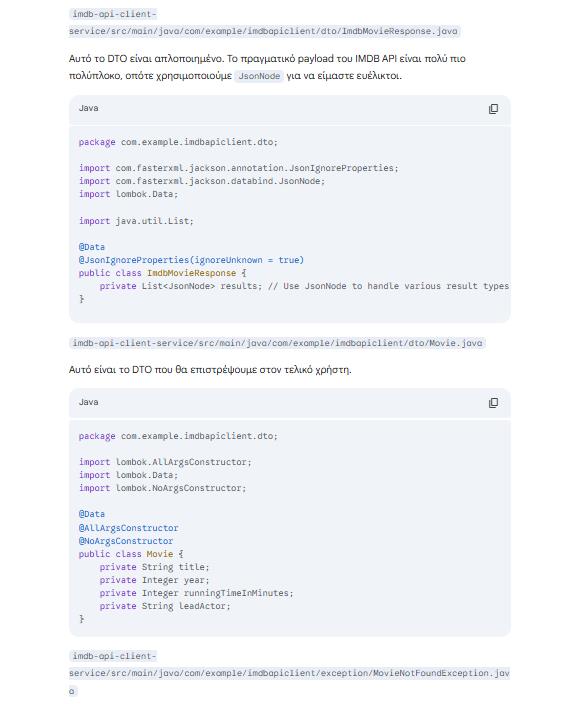 imdb-api-client-
service/src/main/java/com/example/imdbapiclient/dto/ImdbMovieResponse.java
Αυτό το DTO είναι απλοποιημένο. Το πραγματικό payload του IMDB API είναι πολύ πιο
πολύπλοκο, οπότε χρησιμοποιούμε JsonNode για να είμαστε ευέλικτοι.
Java
package com.example.imdbapiclient.dto;
import com.fasterxml.jackson.annotation.JsonIgnoreProperties;
import com.fasterxml.jackson.databind.JsonNode;
import lombok.Data;
import java.util.List;
@Data
@JsonIgnoreProperties(ignoreUnknown = true)
public class ImdbMovieResponse {
    private List<JsonNode> results; // Use JsonNode to handle various result types
}
imdb-api-client-service/src/main/java/com/example/imdbapiclient/dto/Movie.java
Αυτό είναι το DTO που θα επιστρέψουμε στον τελικό χρήστη.
Java
package com.example.imdbapiclient.dto;
import lombok.AllArgsConstructor;
import lombok.Data;
import lombok.NoArgsConstructor;
@Data
@AllArgsConstructor
@NoArgsConstructor
public class Movie {
    private String title;
    private Integer year;
    private Integer runningTimeInMinutes;
    private String leadActor;
}
imdb-api-client-
service/src/main/java/com/example/imdbapiclient/exception/MovieNotFoundException.jav
a